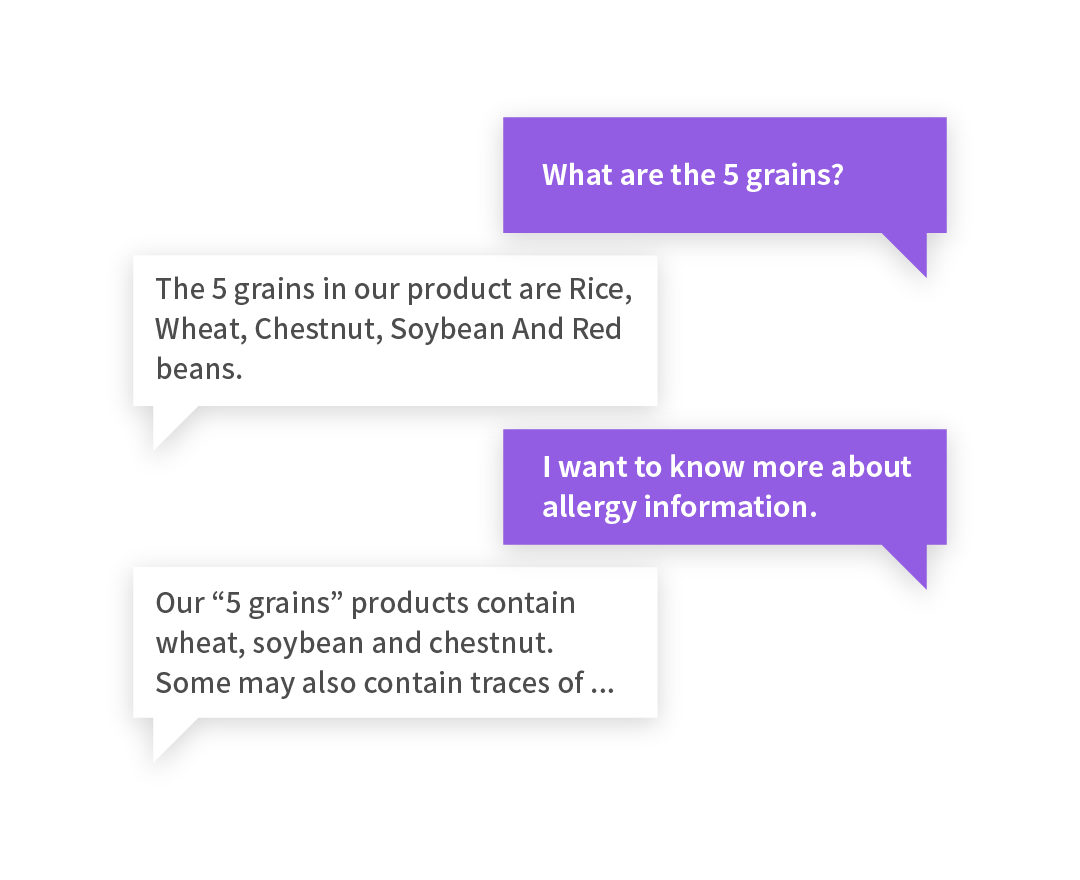 What are the 5 grains?
The 5 grains in our product are Rice,
Wheat, Chestnut, Soybean And Red
beans.
I want to know more about
allergy information.
Our “5 grains” products contain
wheat, soybean and chestnut.
Some may also contain traces of ...